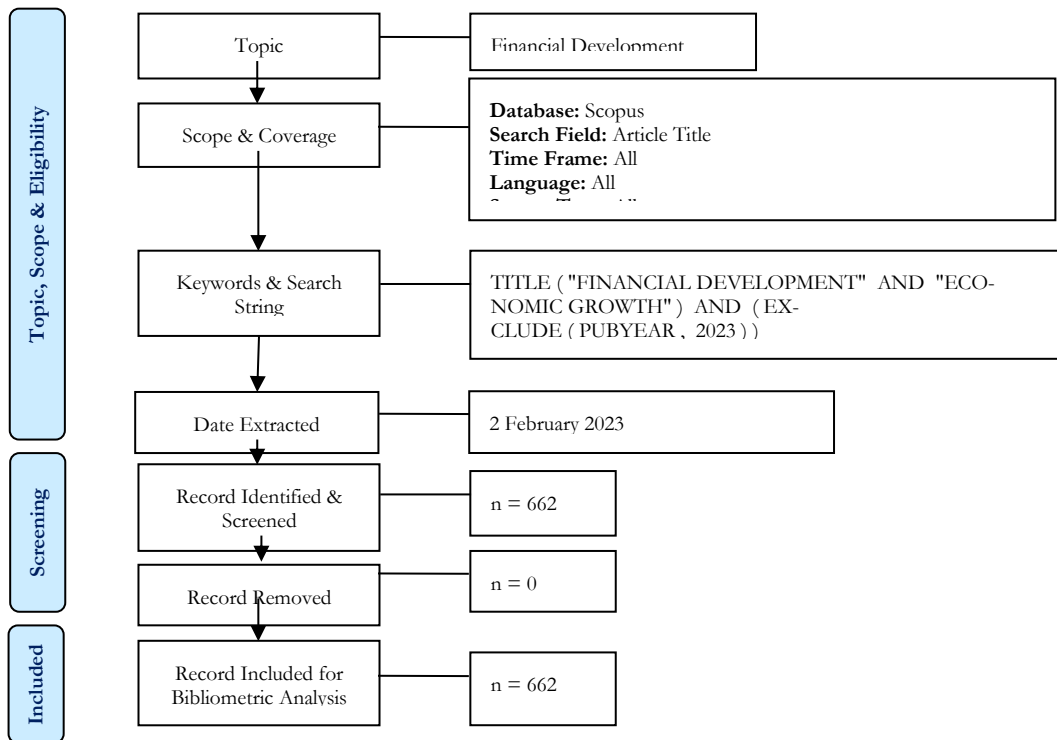 Topic, Scope & Eligibility
Topic
Financial Development
Scope & Coverage
Database: Scopus
Search Field: Article Title
Time Frame: All
Language: All
Keywords & Search
String
TITLE ( "FINANCIAL DEVELOPMENT" AND "ECO-
NOMIC GROWTH" ) AND ( EX-
CLUDE ( PUBYEAR , 2023 ) )
Date Extracted
2 February 2023
Screening
Record Identified &
Screened
n = 662
Record Removed
n = 0
Included
Record Included for
Bibliometric Analysis
n = 662